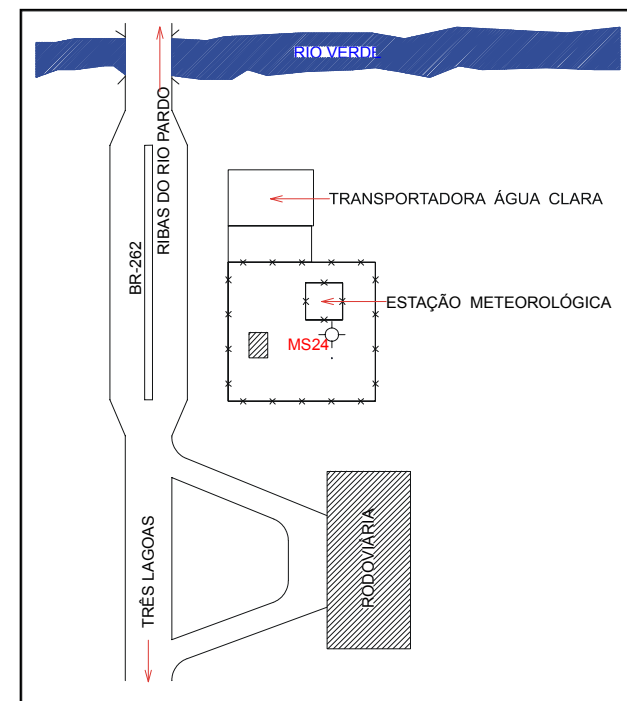 RIO VERDE
RIBAS DO RIO PARDO
BR-262
TRANSPORTADORA ÁGUA CLARA
ESTAÇÃO METEOROLÓGICA
MS24
TRÊS LAGOAS
RODOVIÁRIA